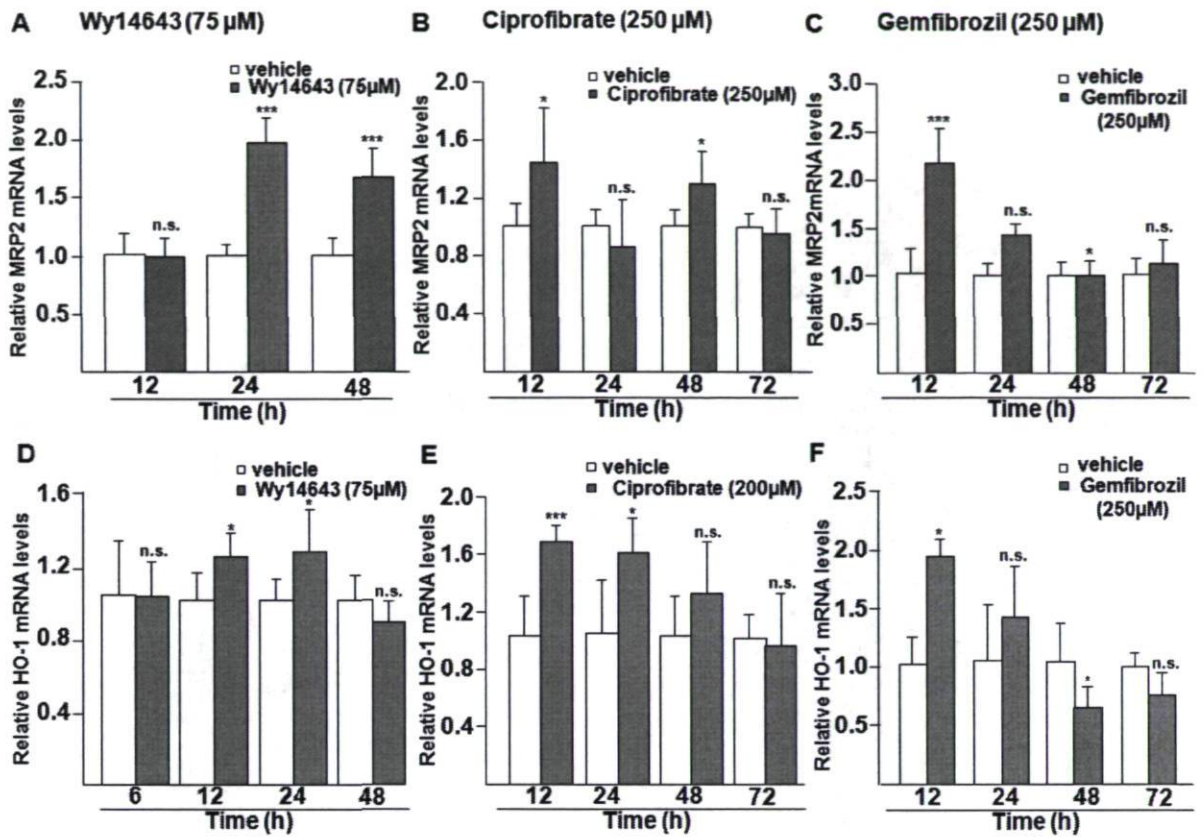 A Wy14643 (75 µM)
vehicle
Wy14643 (75µM)
Relative MRP2 mRNA levels
2.5
2.0
1.5
1.0
0.5
n.s.
***
***
12 24 48
Time (h)
B Ciprofibrate (250 µM)
vehicle
Ciprofibrate (250µM)
Relative MRP2 mRNA levels
2.0
1.6
1.2
0.8
0.4
*
n.s.
*
n.s.
12 24 48 72
Time (h)
C Gemfibrozil (250 µM)
vehicle
Gemfibrozil
(250µM)
Relative MRP2mRNA levels
3.0
2.5
2.0
1.5
1.0
0.5
***
n.s.
*
n.s.
12 24 48 72
Time (h)
D
vehicle
Wy14643 (75µM)
Relative HO-1 mRNA levels
1.6
1.2
0.8
0.4
n.s.
*
*
n.s.
6 12 24 48
Time (h)
E
vehicle
Ciprofibrate (200µM)
Relative HO-1 mRNA levels
2.0
1.6
1.2
0.8
0.4
***
*
n.s.
n.s.
12 24 48 72
Time (h)
F
vehicle
Gemfibrozil
(250µM)
Relative HO-1 mRNA levels
2.5
2.0
1.5
1.0
0.5
*
n.s.
*
n.s.
12 24 48 72
Time (h)